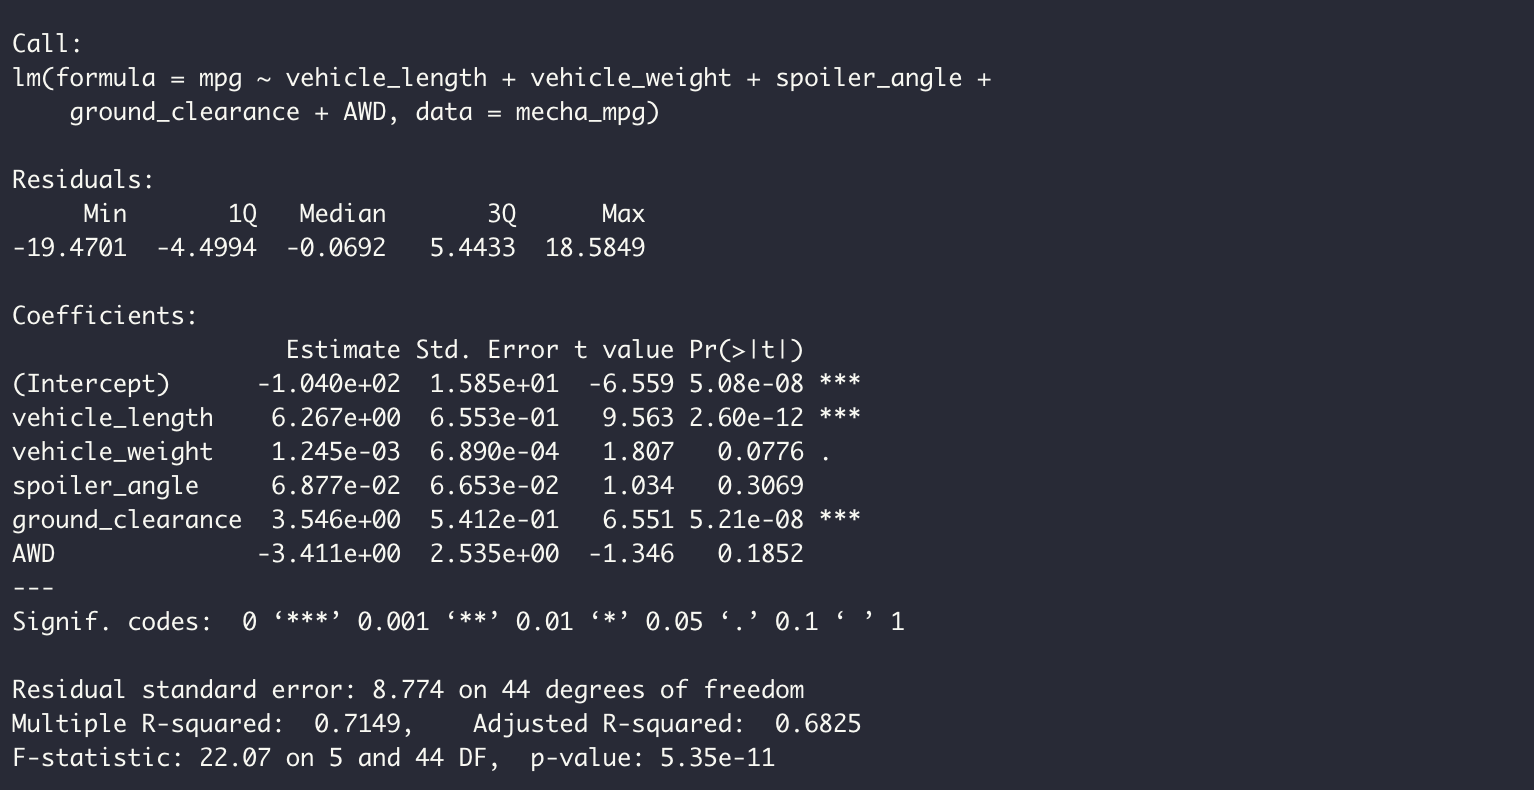 Call:
lm(formula = mpg ~ vehicle_length + vehicle_weight + spoiler_angle +
    ground_clearance + AWD, data = mecha_mpg)

Residuals:
     Min       1Q   Median       3Q      Max
-19.4701  -4.4994  -0.0692   5.4433  18.5849

Coefficients:
                   Estimate Std. Error t value Pr(>|t|)
(Intercept)      -1.040e+02  1.585e+01  -6.559 5.08e-08 ***
vehicle_length    6.267e+00  6.553e-01   9.563 2.60e-12 ***
vehicle_weight    1.245e-03  6.890e-04   1.807   0.0776 .
spoiler_angle     6.877e-02  6.653e-02   1.034   0.3069
ground_clearance  3.546e+00  5.412e-01   6.551 5.21e-08 ***
AWD              -3.411e+00  2.535e+00  -1.346   0.1852
---
Signif. codes:  0 ‘***’ 0.001 ‘**’ 0.01 ‘*’ 0.05 ‘.’ 0.1 ‘ ’ 1

Residual standard error: 8.774 on 44 degrees of freedom
Multiple R-squared:  0.7149,    Adjusted R-squared:  0.6825
F-statistic: 22.07 on 5 and 44 DF,  p-value: 5.35e-11